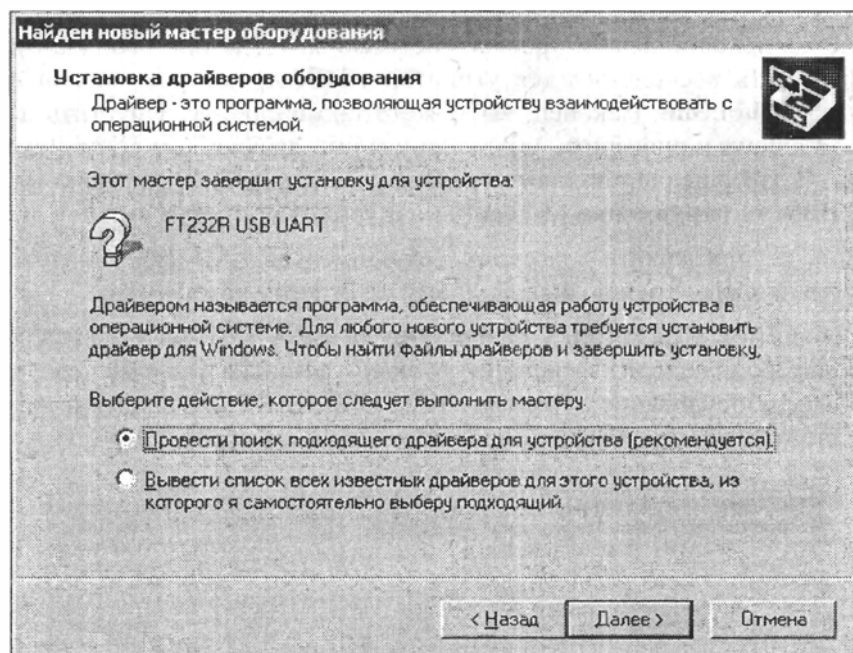 Найден новый мастер оборудования
Установка драйверов оборудования
Драйвер - это программа, позволяющая устройству взаимодействовать с
операционной системой.
Этот мастер завершит установку для устройства:
FT232R USB UART
Драйвером называется программа, обеспечивающая работу устройства в
операционной системе. Для любого нового устройства требуется установить
драйвер для Windows. Чтобы найти файлы драйверов и завершить установку,
Выберите действие, которое следует выполнить мастеру.
Провести поиск подходящего драйвера для устройства (рекомендуется).
Вывести список всех известных драйверов для этого устройства, из
которого я самостоятельно выберу подходящий.
< Назад
Далее >
Отмена